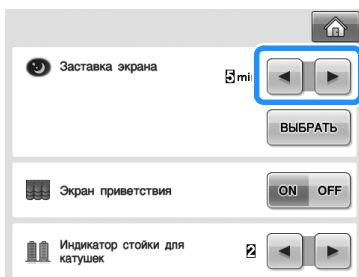 Заставка экрана
5 min
ВЫБРАТЬ
Экран приветствия
ON OFF
Индикатор стойки для
катушек
2